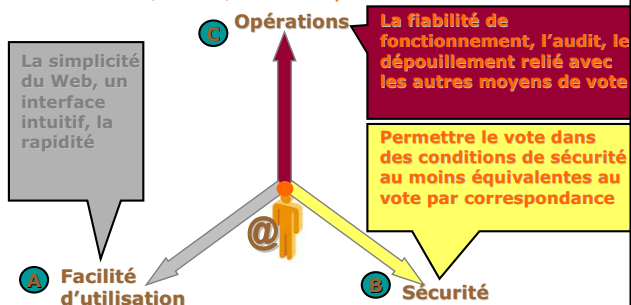 C Opérations
La fiabilité de
fonctionnement, l'audit, le
dépouillement relié avec
les autres moyens de vote
La simplicité
du Web, un
interface
intuitif, la
rapidité
Permettre le vote dans
des conditions de sécurité
au moins équivalentes au
vote par correspondance
@
A Facilité
d'utilisation
B Sécurité